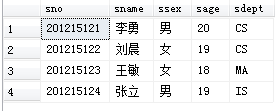 sno sname ssex sage sdept
1 201215121 李勇 男 20 CS
2 201215122 刘晨 女 19 CS
3 201215123 王敏 女 18 MA
4 201215124 张立 男 19 IS